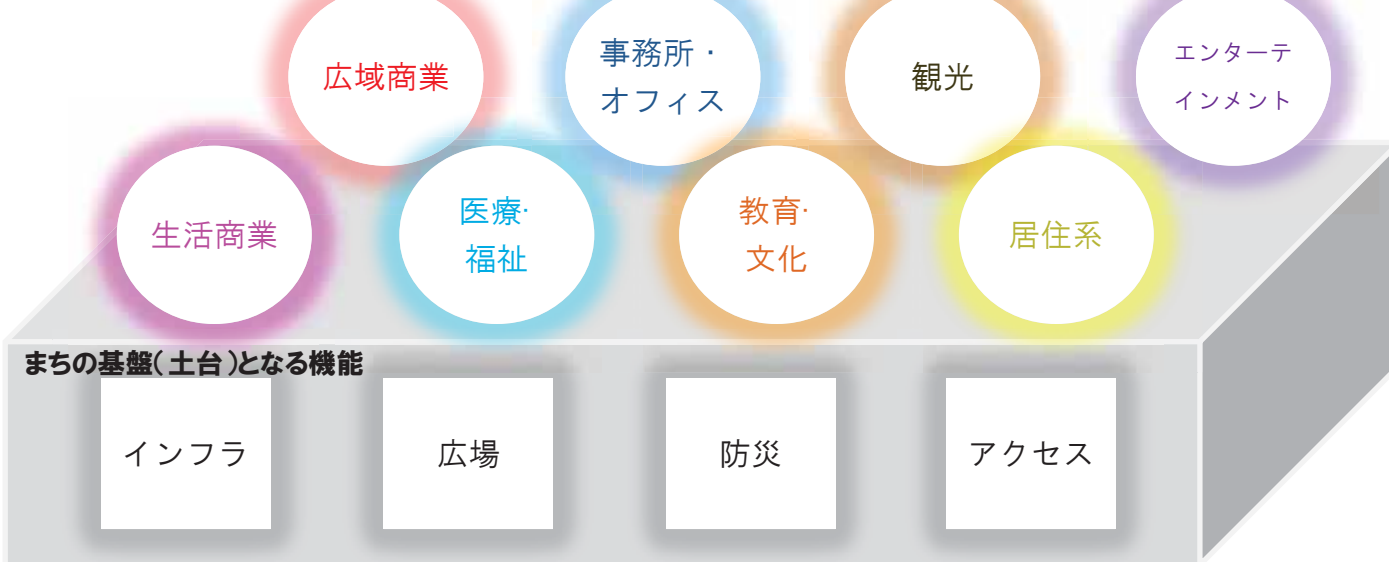 広域商業
事務所・
オフィス
観光
エンターテ
インメント
生活商業
医療・
福祉
教育・
文化
居住系
まちの基盤(土台)となる機能
インフラ
広場
防災
アクセス